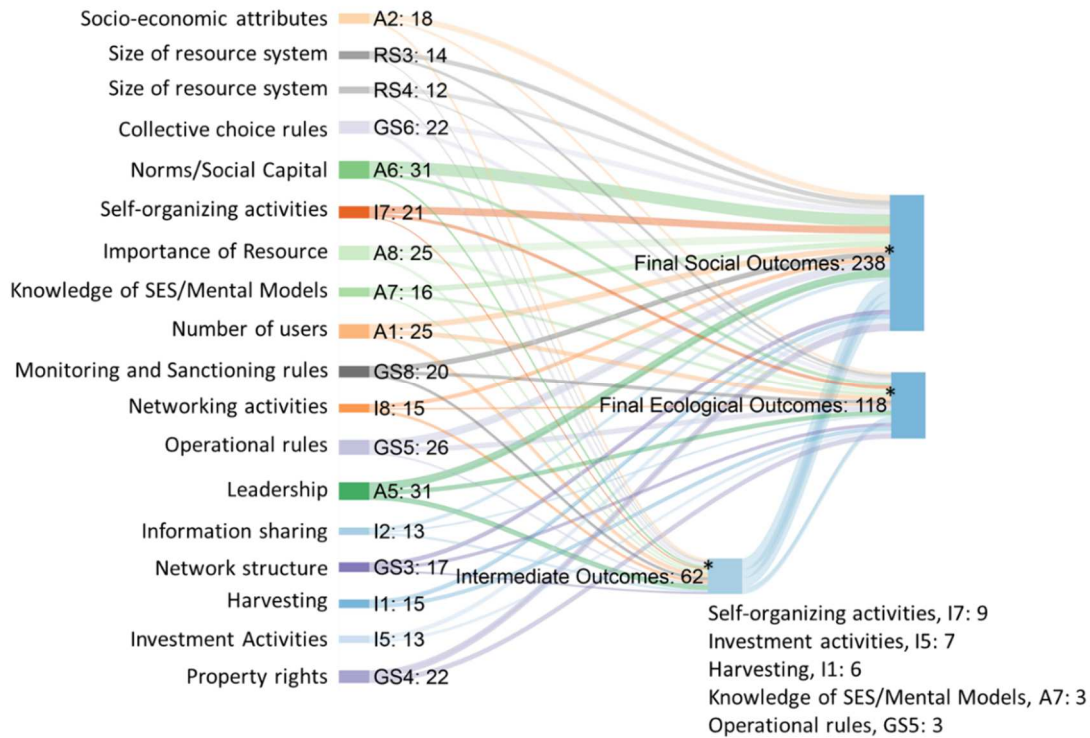 Socio-economic attributes A2: 18
Size of resource system RS3: 14
Size of resource system RS4: 12
Collective choice rules GS6: 22
Norms/Social Capital A6: 31
Self-organizing activities I7: 21
Importance of Resource A8: 25
* Final Social Outcomes: 238
Knowledge of SES/Mental Models A7: 16
Number of users A1: 25
Monitoring and Sanctioning rules GS8: 20
Networking activities I8: 15
* Final Ecological Outcomes: 118
Operational rules GS5: 26
Leadership A5: 31
Information sharing I2: 13
Network structure GS3: 17
* Intermediate Outcomes: 62
Harvesting I1: 15
Investment Activities I5: 13
Property rights GS4: 22
Self-organizing activities, I7: 9
Investment activities, I5: 7
Harvesting, I1: 6
Knowledge of SES/Mental Models, A7: 3
Operational rules, GS5: 3